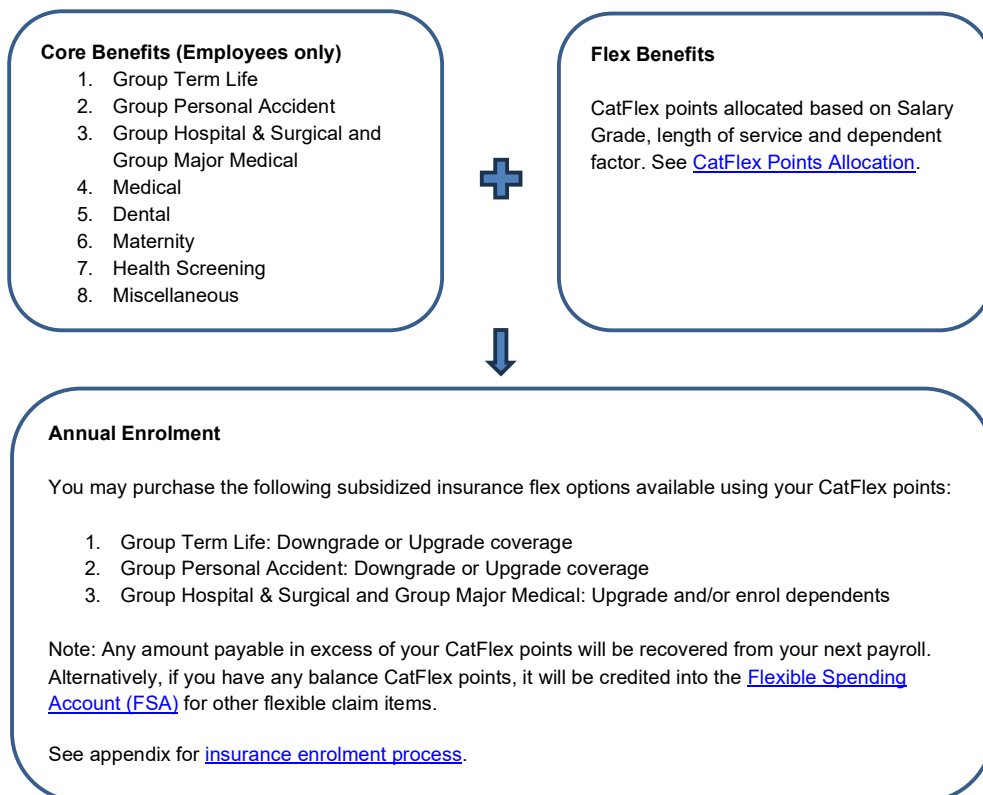 Core Benefits (Employees only)
1. Group Term Life
2. Group Personal Accident
3. Group Hospital & Surgical and
Group Major Medical
4. Medical
5. Dental
6. Maternity
7. Health Screening
8. Miscellaneous
Flex Benefits
CatFlex points allocated based on Salary
Grade, length of service and dependent
factor. See CatFlex Points Allocation.
Annual Enrolment
You may purchase the following subsidized insurance flex options available using your CatFlex points:
1. Group Term Life: Downgrade or Upgrade coverage
2. Group Personal Accident: Downgrade or Upgrade coverage
3. Group Hospital & Surgical and Group Major Medical: Upgrade and/or enrol dependents
Note: Any amount payable in excess of your CatFlex points will be recovered from your next payroll.
Alternatively, if you have any balance CatFlex points, it will be credited into the Flexible Spending
Account (FSA) for other flexible claim items.
See appendix for insurance enrolment process.